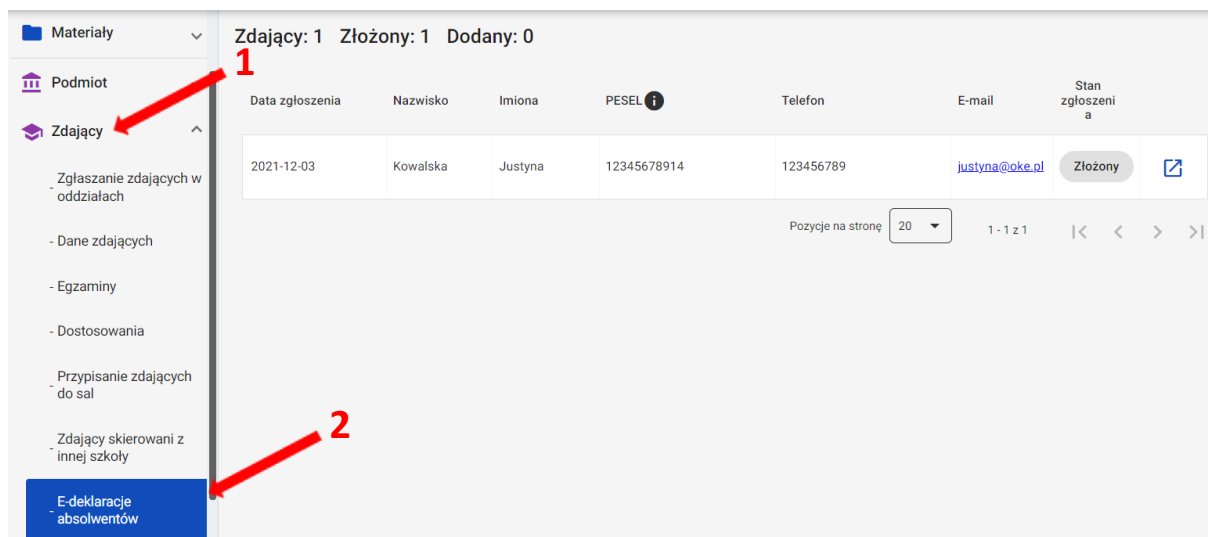 Materiały
Podmiot
Zdający
- Zgłaszanie zdających w
oddziałach
- Dane zdających
- Egzaminy
- Dostosowania
- Przypisanie zdających
do sal
- Zdający skierowani z
innej szkoły
- E-deklaracje
absolwentów
1
2
Zdający: 1 Złożony: 1 Dodany: 0
Data zgłoszenia Nazwisko Imiona PESEL i Telefon E-mail Stan
zgłoszeni
a
2021-12-03 Kowalska Justyna 12345678914 123456789 justyna@oke.pl Złożony
Pozycje na stronę 20 1 - 1 z 1